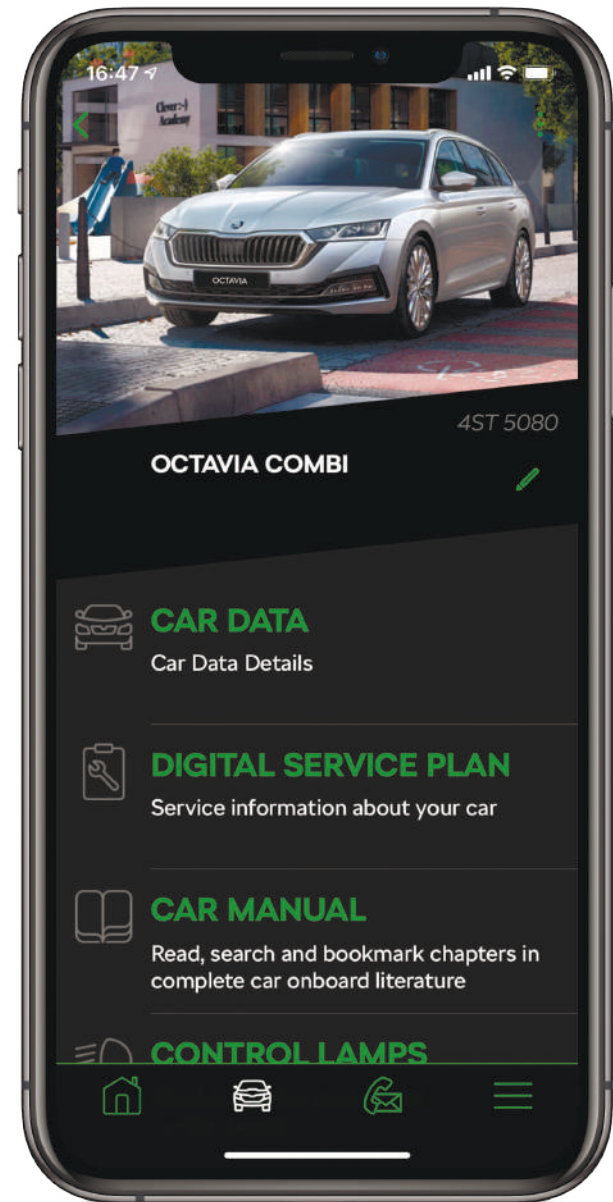 16:47
Clever :-)
Academy
OCTAVIA
4ST 5080
OCTAVIA COMBI
CAR DATA
Car Data Details
DIGITAL SERVICE PLAN
Service information about your car
CAR MANUAL
Read, search and bookmark chapters in
complete car onboard literature
CONTROL LAMPS